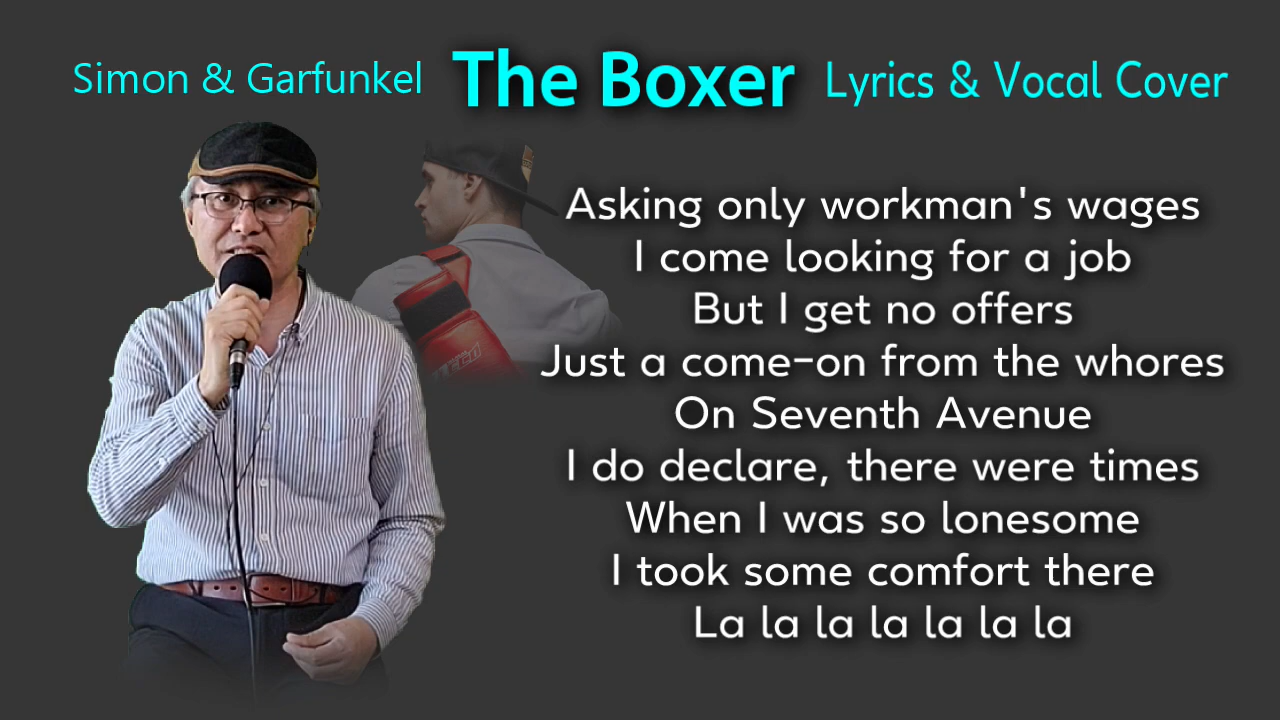 Simon & Garfunkel The Boxer Lyrics & Vocal Cover
Asking only workman's wages
I come looking for a job
But I get no offers
Just a come-on from the whores
On Seventh Avenue
I do declare, there were times
When I was so lonesome
I took some comfort there
La la la la la la la